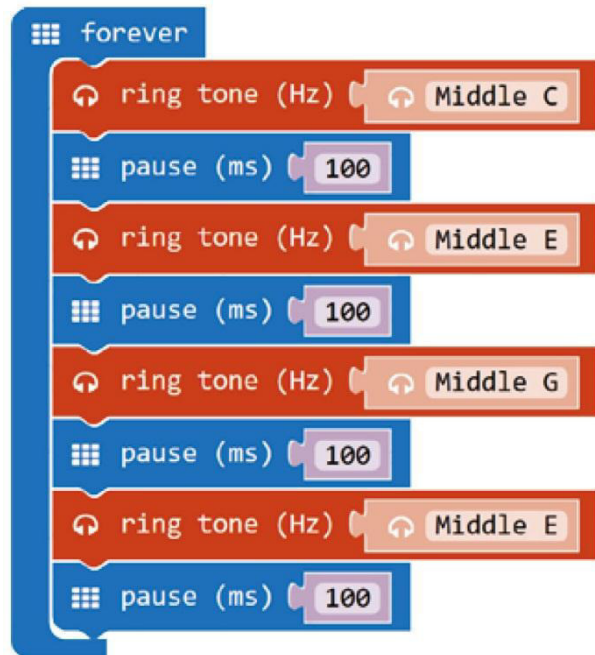 forever
ring tone (Hz) Middle C
pause (ms) 100
ring tone (Hz) Middle E
pause (ms) 100
ring tone (Hz) Middle G
pause (ms) 100
ring tone (Hz) Middle E
pause (ms) 100